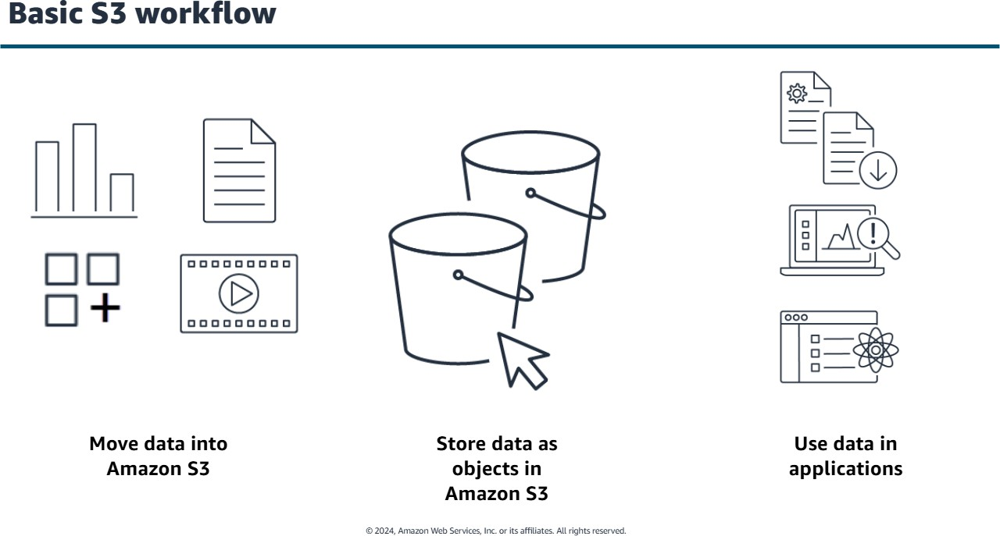 Basic S3 workflow
Move data into
Amazon S3
Store data as
objects in
Amazon S3
Use data in
applications
© 2024, Amazon Web Services, Inc. or its affiliates. All rights reserved.